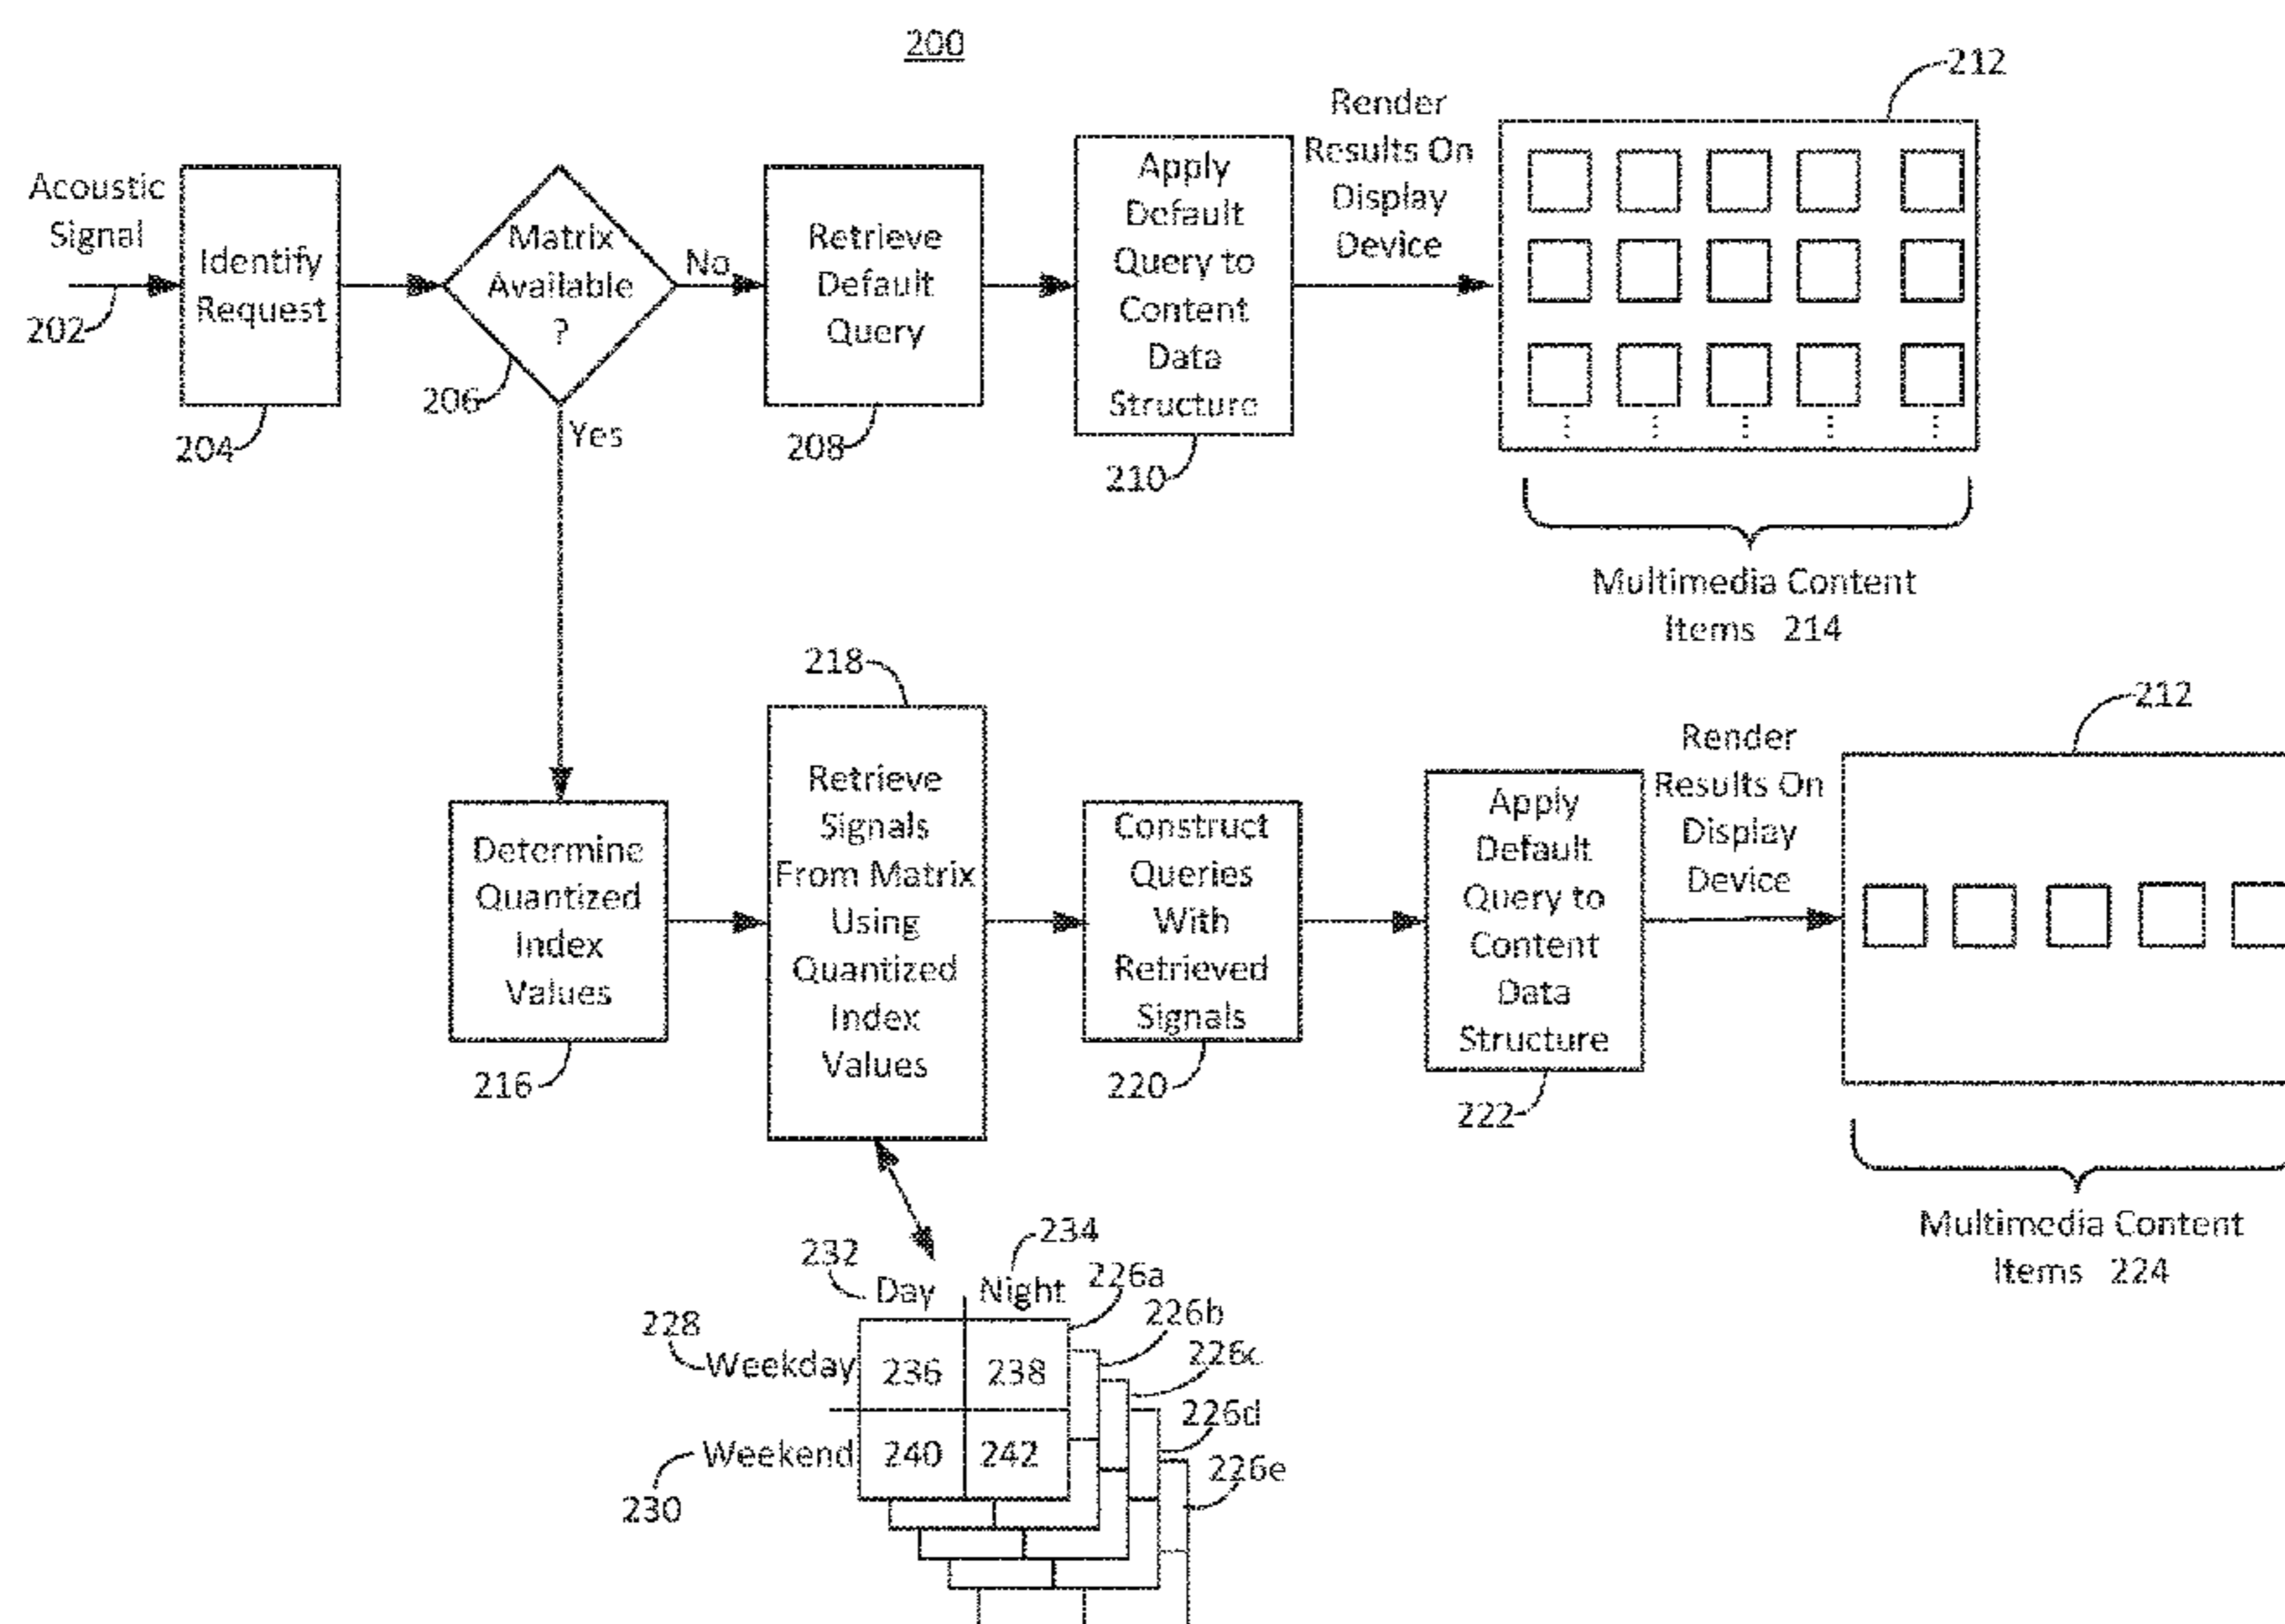 200
212
Acoustic
Signal
202
Identify
Request
204
Matrix
Available
?
206
No
Yes
Retrieve
Default
Query
208
Apply
Default
Query to
Content
Data
Structure
210
Render
Results On
Display
Device
Multimedia Content
Items 214
218
212
Determine
Quantized
Index
Values
216
Retrieve
Signals
From Matrix
Using
Quantized
Index
Values
Construct
Queries
With
Retrieved
Signals
220
Apply
Default
Query to
Content
Data
Structure
222
Render
Results On
Display
Device
Multimedia Content
Items 224
232
Day
234
Night
226a
226b
226c
226d
226e
228
Weekday
236
238
Weekend
240
242
230